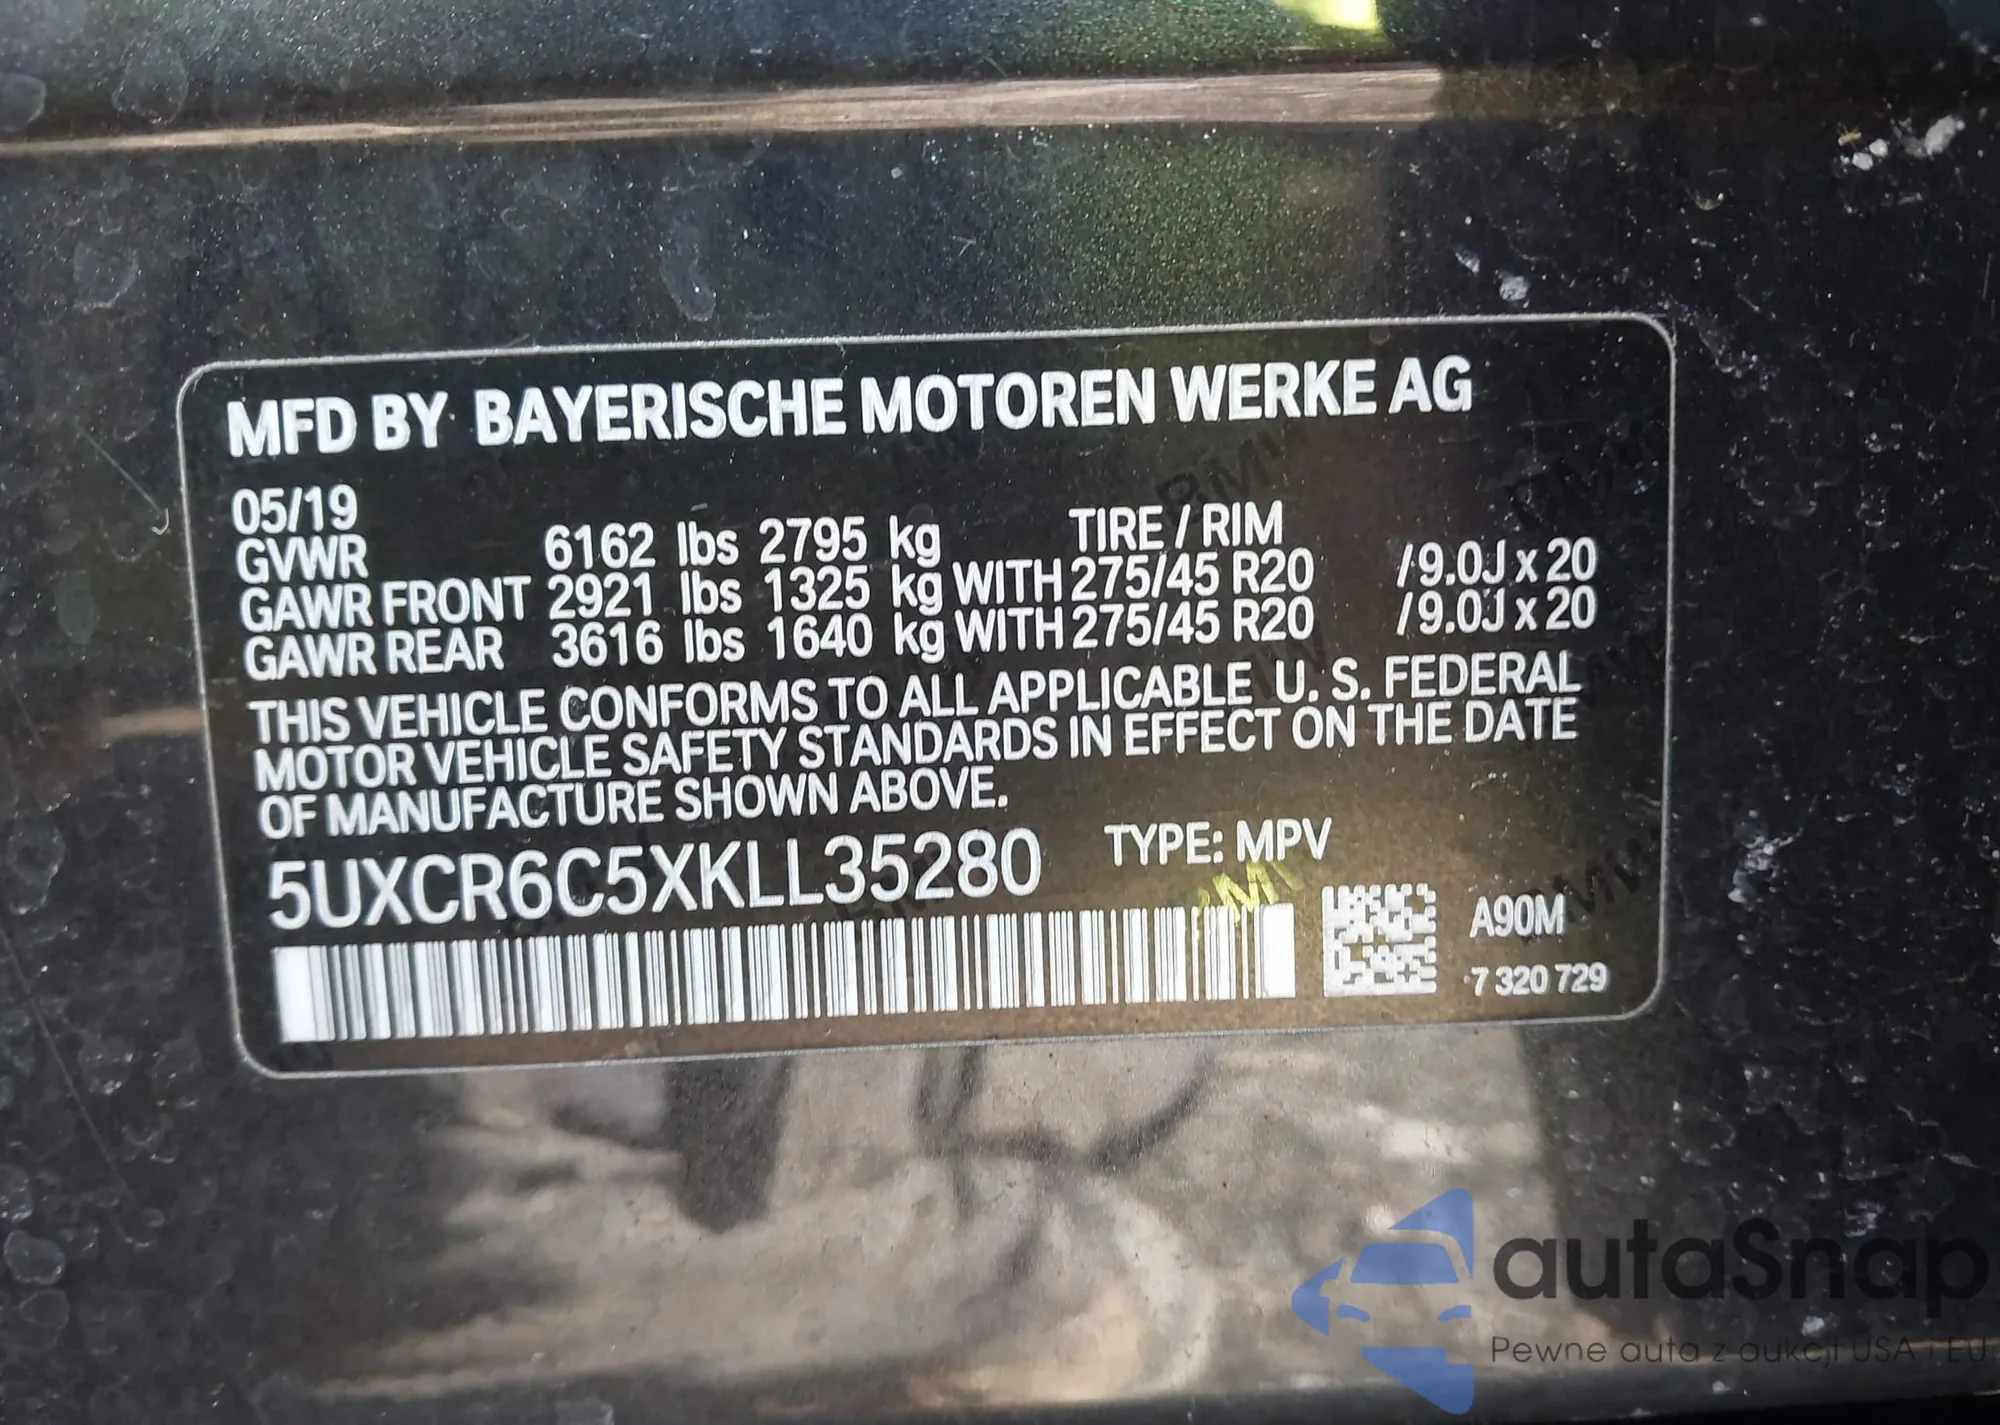 MFD BY BAYERISCHE MOTOREN WERKE AG
05/19
TIRE / RIM
GVWR 6162 lbs 2795 kg
GAWR FRONT 2921 lbs 1325 kg WITH 275/45 R20 /9.0J x 20
GAWR REAR 3616 lbs 1640 kg WITH 275/45 R20 /9.0J x 20
THIS VEHICLE CONFORMS TO ALL APPLICABLE U. S. FEDERAL
MOTOR VEHICLE SAFETY STANDARDS IN EFFECT ON THE DATE
OF MANUFACTURE SHOWN ABOVE.
5UXCR6C5XKLL35280 TYPE: MPV
BMW
A90M
7 320 729
autaSnap
Pewne auta z aukcji USA i EU